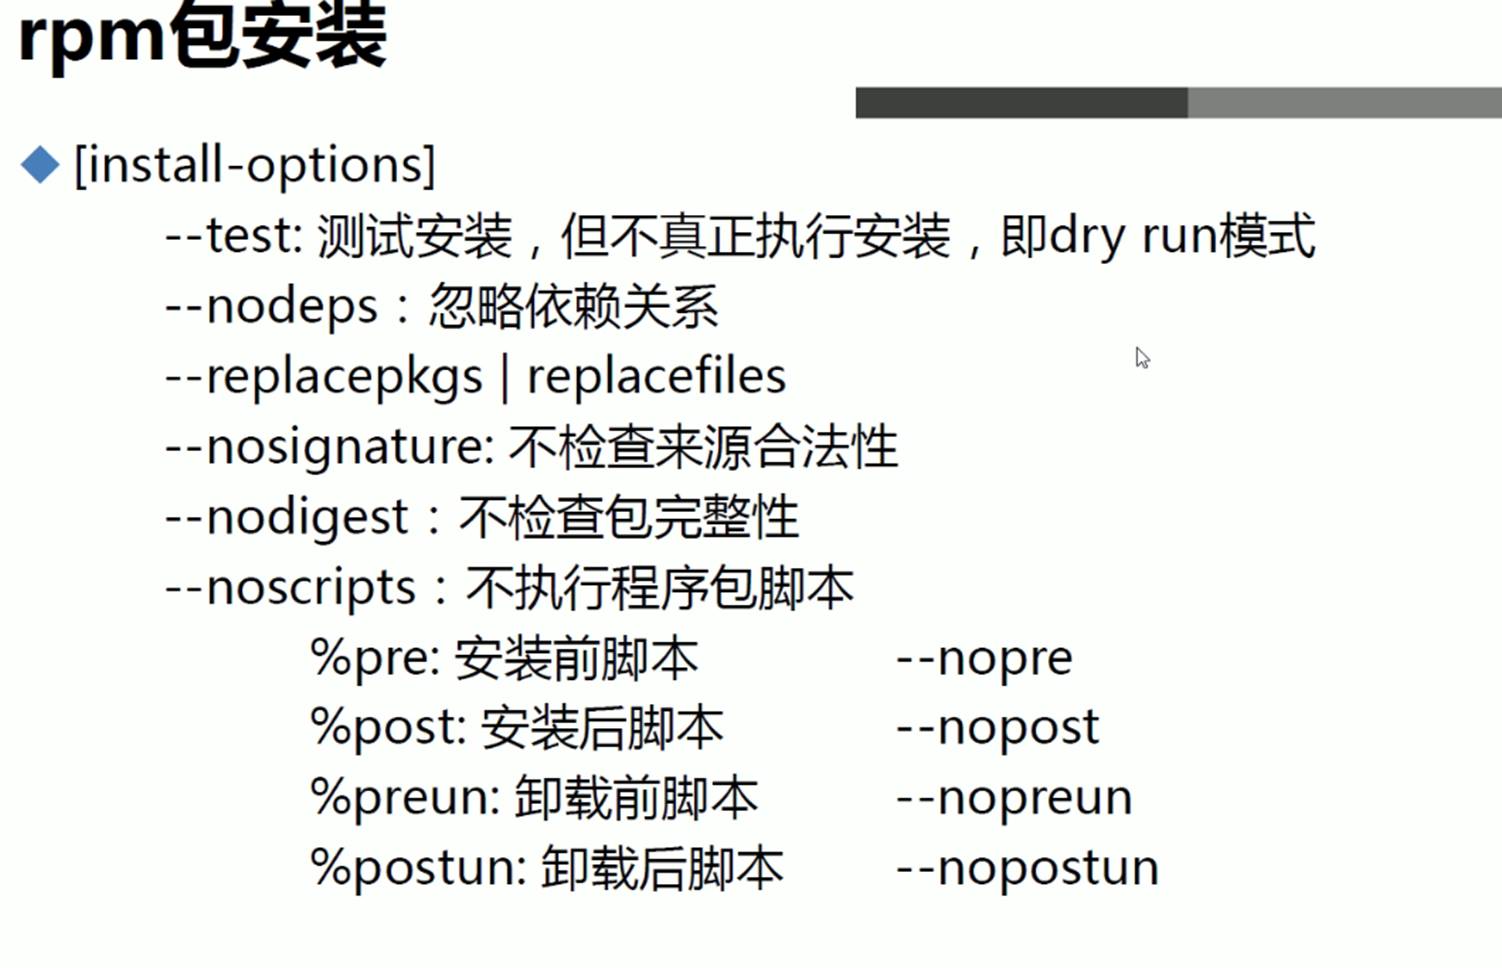 rpm包安装
[install-options]
--test: 测试安装，但不真正执行安装，即dry run模式
--nodeps：忽略依赖关系
--replacepkgs | replacefiles
--nosignature: 不检查来源合法性
--nodigest：不检查包完整性
--noscripts：不执行程序包脚本
%pre: 安装前脚本 --nopre
%post: 安装后脚本 --nopost
%preun: 卸载前脚本 --nopreun
%postun: 卸载后脚本 --nopostun